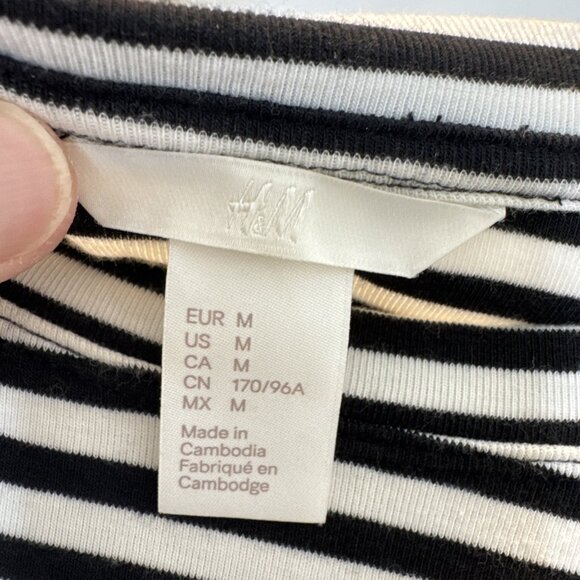 H&M
EUR M
US M
CA M
CN 170/96A
MX M
Made in
Cambodia
Fabriqué en
Cambodge